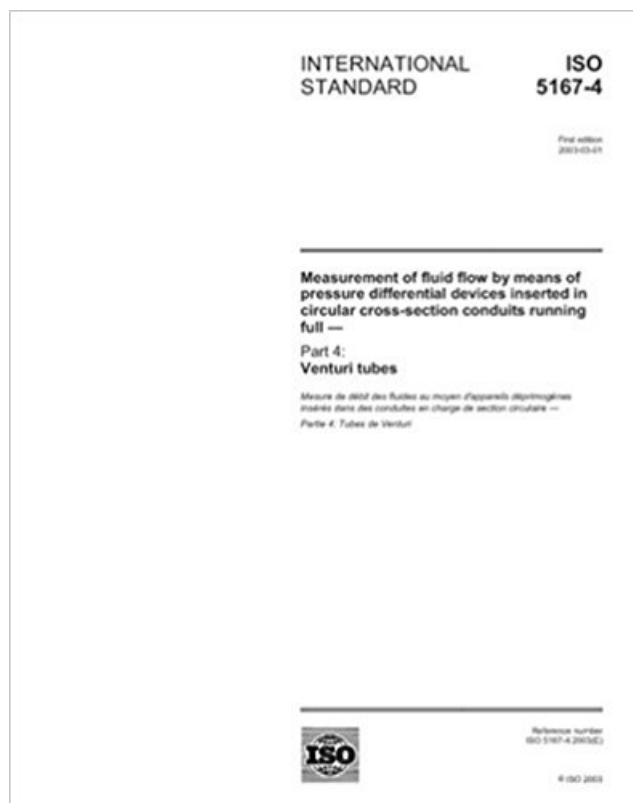 INTERNATIONAL STANDARD
ISO 5167-4
First edition
2003-03-01
Measurement of fluid flow by means of
pressure differential devices inserted in
circular cross-section conduits running
full —
Part 4:
Venturi tubes
Mesure de débit des fluides au moyen d'appareils déprimogènes
insérés dans des conduites en charge de section circulaire —
Partie 4: Tubes de Venturi
ISO
Reference number
ISO 5167-4:2003(E)
© ISO 2003